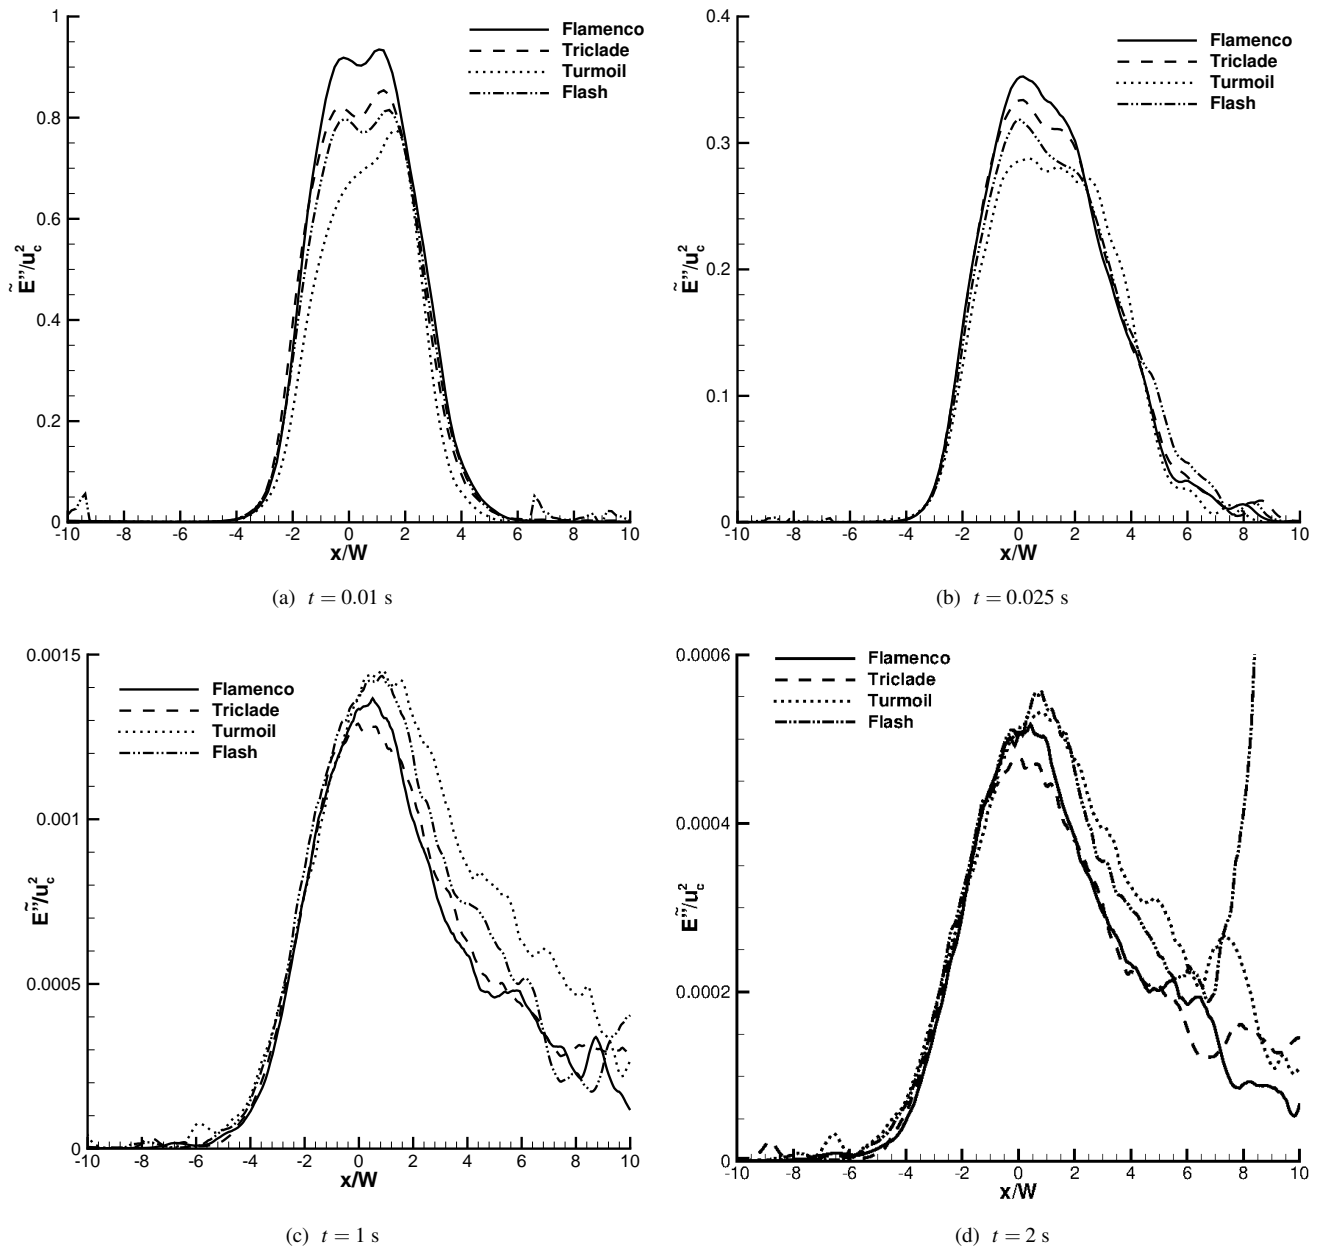 1
0.8
0.6
0.4
0.2
0
Ẽ''/u_c^2
-10 -8 -6 -4 -2 0 2 4 6 8 10
x/W
Flamenco
Triclade
Turmoil
Flash
(a) t = 0.01 s
0.4
0.3
0.2
0.1
0
Ẽ''/u_c^2
-10 -8 -6 -4 -2 0 2 4 6 8 10
x/W
Flamenco
Triclade
Turmoil
Flash
(b) t = 0.025 s
0.0015
0.001
0.0005
0
Ẽ''/u_c^2
-10 -8 -6 -4 -2 0 2 4 6 8 10
x/W
Flamenco
Triclade
Turmoil
Flash
(c) t = 1 s
0.0006
0.0004
0.0002
0
Ẽ''/u_c^2
-10 -8 -6 -4 -2 0 2 4 6 8 10
x/W
Flamenco
Triclade
Turmoil
Flash
(d) t = 2 s